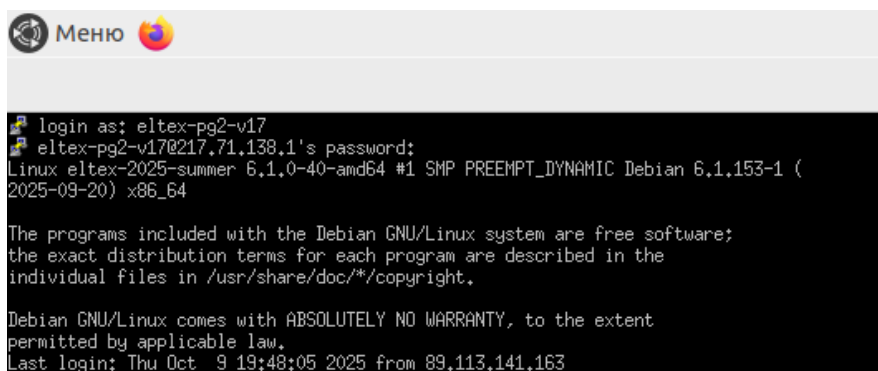 Меню
login as: eltex-pg2-v17
eltex-pg2-v17@217.71.138.1's password:
Linux eltex-2025-summer 6.1.0-40-amd64 #1 SMP PREEMPT_DYNAMIC Debian 6.1.153-1 (
2025-09-20) x86_64
The programs included with the Debian GNU/Linux system are free software;
the exact distribution terms for each program are described in the
individual files in /usr/share/doc/*/copyright.
Debian GNU/Linux comes with ABSOLUTELY NO WARRANTY, to the extent
permitted by applicable law.
Last login: Thu Oct  9 19:48:05 2025 from 89.113.141.163